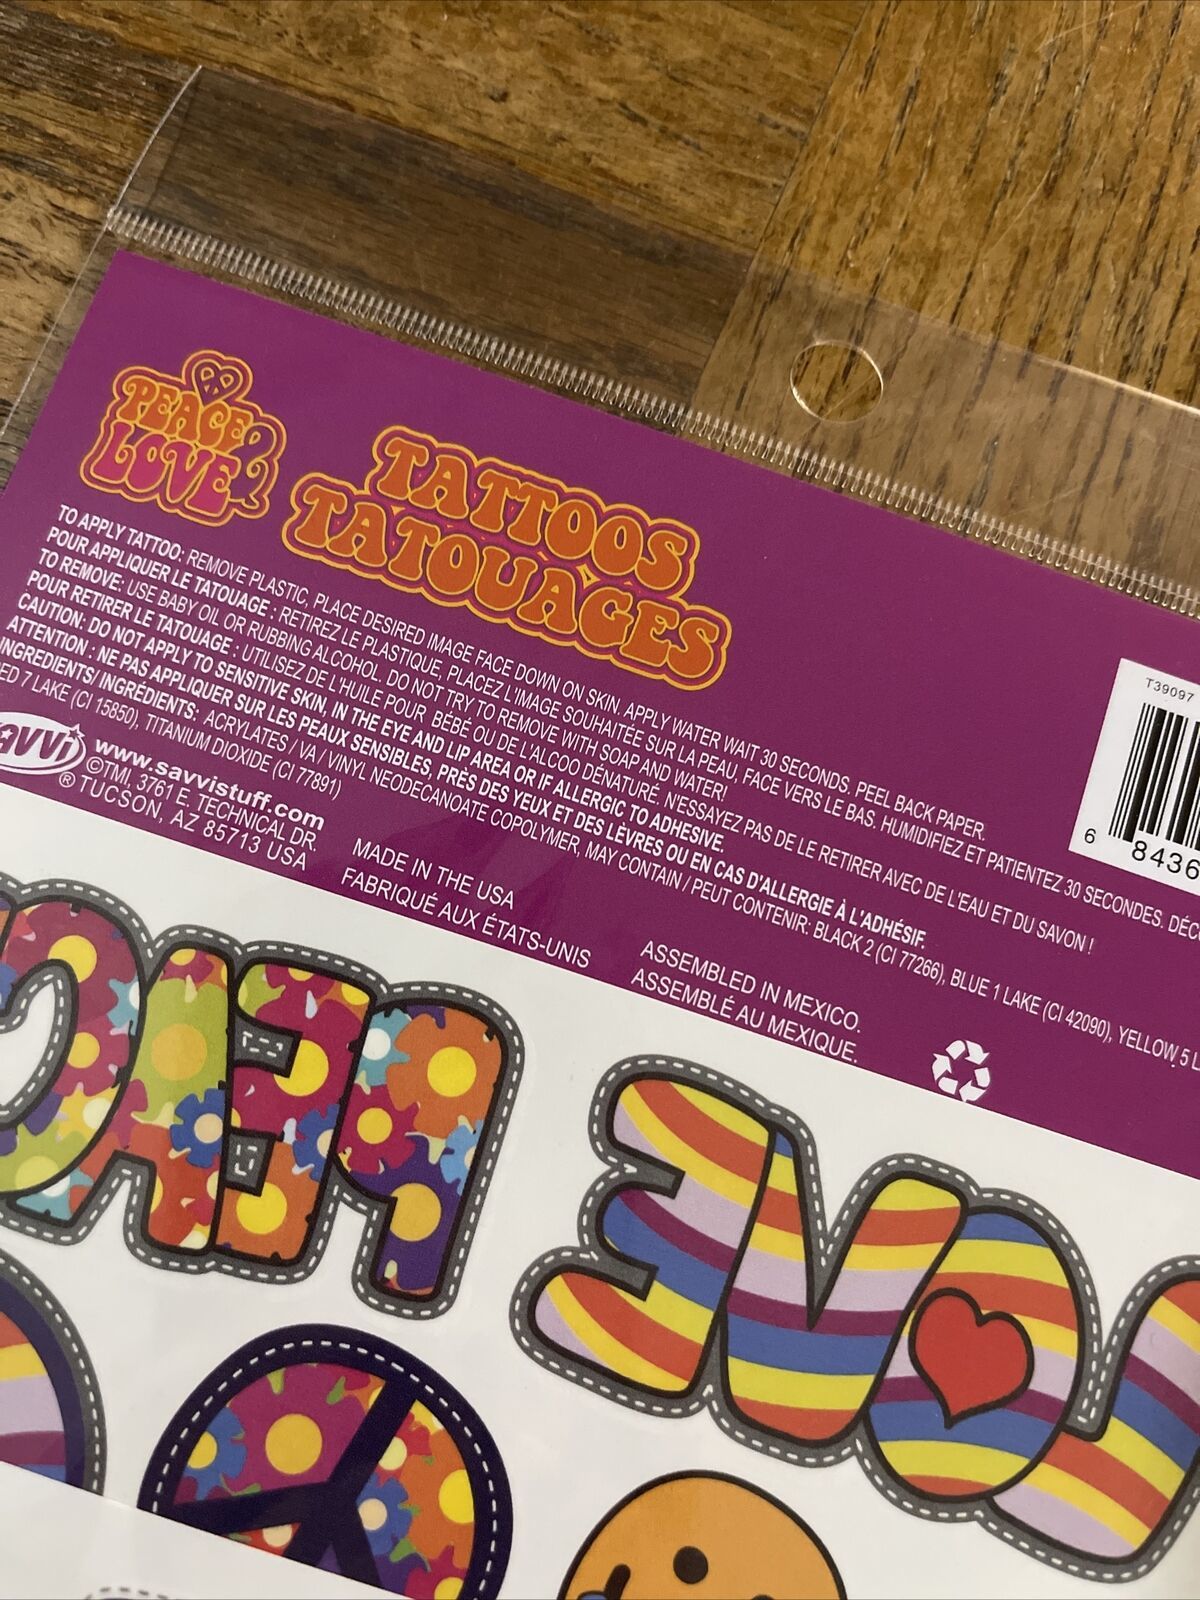 PEACE
LOVE
TATTOOS
TATOUAGES
T39097
6 8436
TO APPLY TATTOO: REMOVE PLASTIC, PLACE DESIRED IMAGE FACE DOWN ON SKIN. APPLY WATER WAIT 30 SECONDS. PEEL BACK PAPER.
POUR APPLIQUER LE TATOUAGE : RETIREZ LE PLASTIQUE, PLACEZ L'IMAGE SOUHAITÉE SUR LA PEAU, FACE VERS LE BAS. HUMIDIFIEZ ET PATIENTEZ 30 SECONDES. DÉCO
TO REMOVE: USE BABY OIL OR RUBBING ALCOHOL. DO NOT TRY TO REMOVE WITH SOAP AND WATER!
POUR RETIRER LE TATOUAGE : UTILISEZ DE L'HUILE POUR BÉBÉ OU DE L'ALCOO DÉNATURÉ. N'ESSAYEZ PAS DE LE RETIRER AVEC DE L'EAU ET DU SAVON !
CAUTION: DO NOT APPLY TO SENSITIVE SKIN, IN THE EYE AND LIP AREA OR IF ALLERGIC TO ADHESIVE.
ATTENTION : NE PAS APPLIQUER SUR LES PEAUX SENSIBLES, PRÈS DES YEUX ET DES LÈVRES OU EN CAS D'ALLERGIE À L'ADHÉSIF.
INGREDIENTS/ INGRÉDIENTS: ACRYLATES / VA / VINYL NEODECANOATE COPOLYMER, MAY CONTAIN / PEUT CONTENIR: BLACK 2 (CI 77266), BLUE 1 LAKE (CI 42090), YELLOW 5 L
ED 7 LAKE (CI 15850), TITANIUM DIOXIDE (CI 77891)
savvi
www.savvistuff.com
©TMI, 3761 E. TECHNICAL DR.
® TUCSON, AZ 85713 USA
MADE IN THE USA
FABRIQUÉ AUX ÉTATS-UNIS
ASSEMBLED IN MEXICO.
ASSEMBLÉ AU MEXIQUE.
PEAC
LOVE